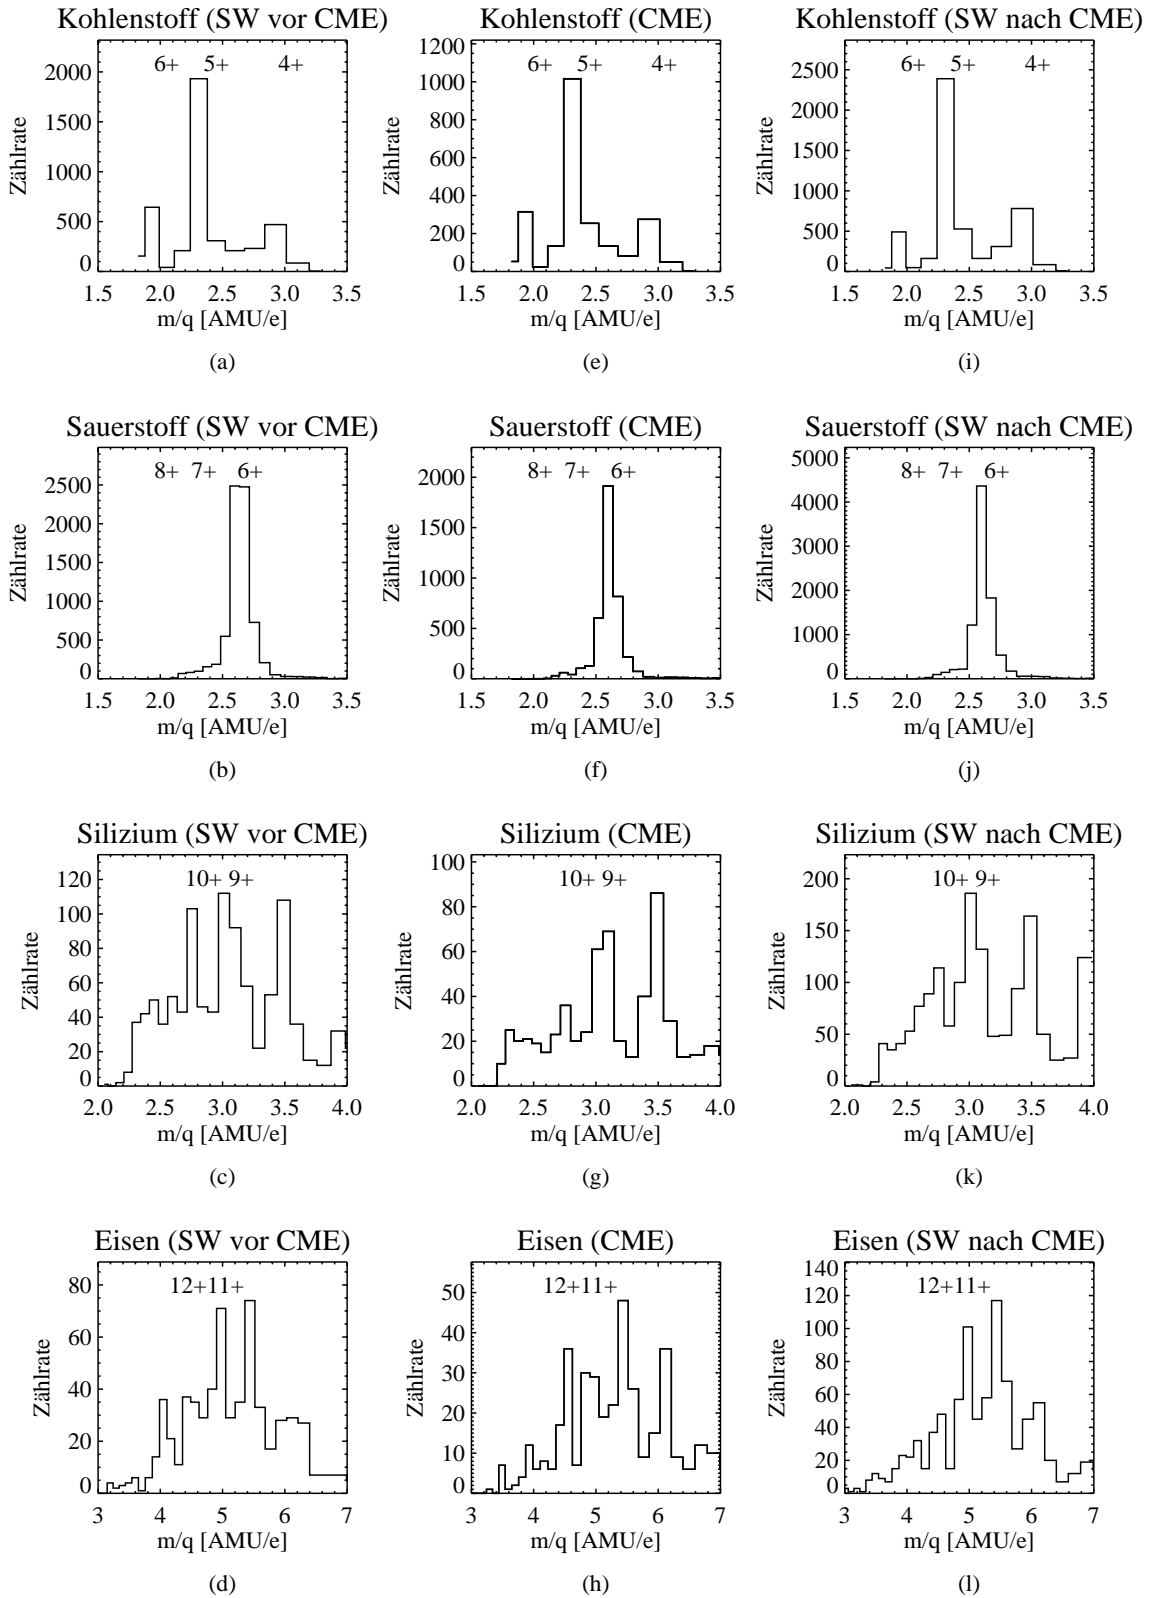 Kohlenstoff (SW vor CME)
6+ 5+ 4+
Zählrate
2000
1500
1000
500
0
1.5 2.0 2.5 3.0 3.5
m/q [AMU/e]
(a)
Kohlenstoff (CME)
6+ 5+ 4+
Zählrate
1200
1000
800
600
400
200
0
1.5 2.0 2.5 3.0 3.5
m/q [AMU/e]
(e)
Kohlenstoff (SW nach CME)
6+ 5+ 4+
Zählrate
2500
2000
1500
1000
500
0
1.5 2.0 2.5 3.0 3.5
m/q [AMU/e]
(i)
Sauerstoff (SW vor CME)
8+ 7+ 6+
Zählrate
2500
2000
1500
1000
500
0
1.5 2.0 2.5 3.0 3.5
m/q [AMU/e]
(b)
Sauerstoff (CME)
8+ 7+ 6+
Zählrate
2000
1500
1000
500
0
1.5 2.0 2.5 3.0 3.5
m/q [AMU/e]
(f)
Sauerstoff (SW nach CME)
8+ 7+ 6+
Zählrate
5000
4000
3000
2000
1000
0
1.5 2.0 2.5 3.0 3.5
m/q [AMU/e]
(j)
Silizium (SW vor CME)
10+ 9+
Zählrate
120
100
80
60
40
20
0
2.0 2.5 3.0 3.5 4.0
m/q [AMU/e]
(c)
Silizium (CME)
10+ 9+
Zählrate
100
80
60
40
20
0
2.0 2.5 3.0 3.5 4.0
m/q [AMU/e]
(g)
Silizium (SW nach CME)
10+ 9+
Zählrate
200
150
100
50
0
2.0 2.5 3.0 3.5 4.0
m/q [AMU/e]
(k)
Eisen (SW vor CME)
12+11+
Zählrate
80
60
40
20
0
3 4 5 6 7
m/q [AMU/e]
(d)
Eisen (CME)
12+11+
Zählrate
50
40
30
20
10
0
3 4 5 6 7
m/q [AMU/e]
(h)
Eisen (SW nach CME)
12+11+
Zählrate
140
120
100
80
60
40
20
0
3 4 5 6 7
m/q [AMU/e]
(l)